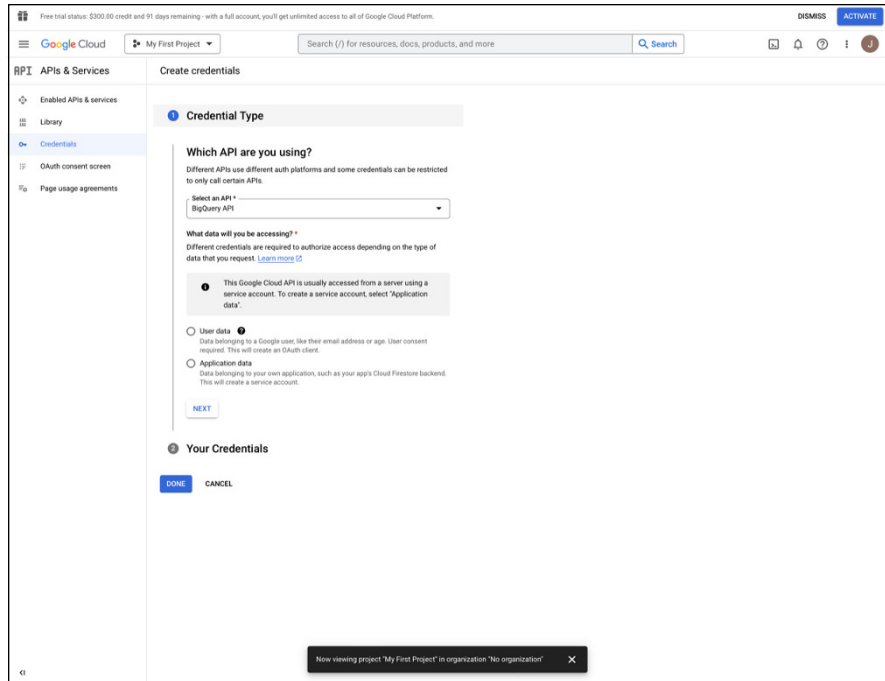 Free trial status: $300.00 credit and 91 days remaining - with a full account, you'll get unlimited access to all of Google Cloud Platform.
DISMISS
ACTIVATE
Google Cloud
My First Project
Search (/) for resources, docs, products, and more
Search
J
API APIs & Services
Create credentials
Enabled APIs & services
Library
Credentials
OAuth consent screen
Page usage agreements
1 Credential Type
Which API are you using?
Different APIs use different auth platforms and some credentials can be restricted
to only call certain APIs.
Select an API *
BigQuery API
What data will you be accessing? *
Different credentials are required to authorize access depending on the type of
data that you request. Learn more
This Google Cloud API is usually accessed from a server using a
service account. To create a service account, select "Application
data".
User data
Data belonging to a Google user, like their email address or age. User consent
required. This will create an OAuth client.
Application data
Data belonging to your own application, such as your app's Cloud Firestore backend.
This will create a service account.
NEXT
2 Your Credentials
DONE
CANCEL
Now viewing project "My First Project" in organization "No organization"